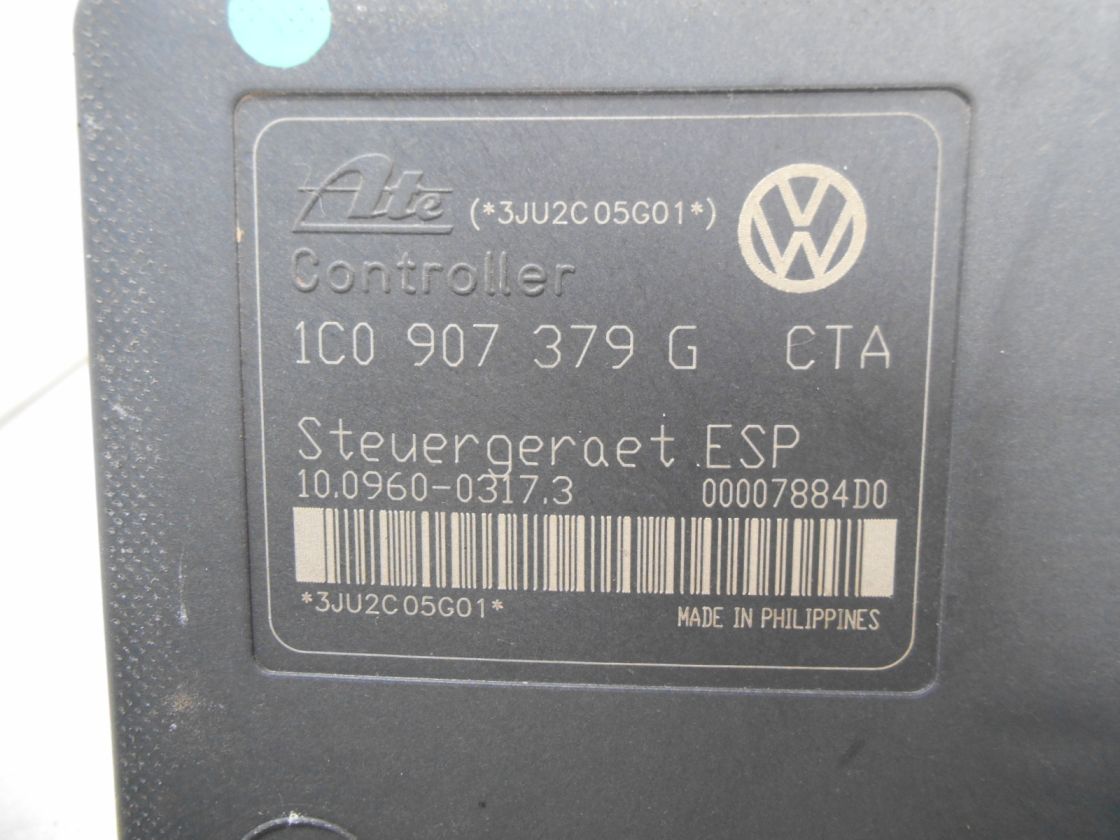 Ate (*3JU2C05G01*)
Controller
1C0 907 379 G CTA
Steuergeraet ESP
10.0960-0317.3 00007884D0
*3JU2C05G01*
MADE IN PHILIPPINES